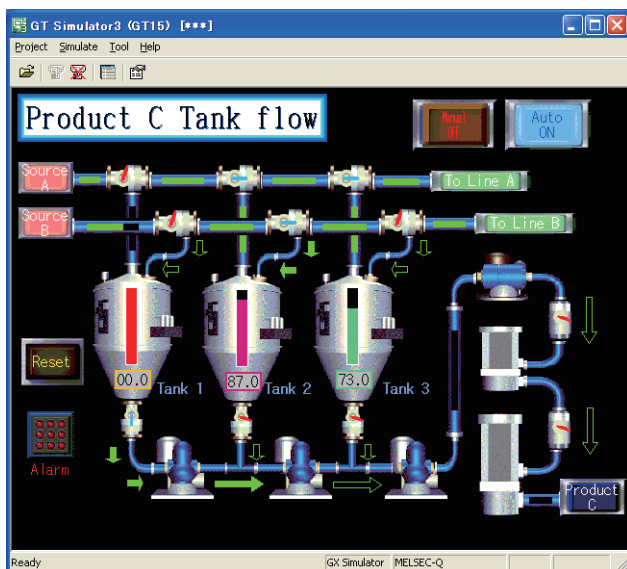 GT Simulator3 (GT15) [***]
Project Simulate Tool Help
Product C Tank flow
Manual
Auto
ON
Source
A
To Line A
Source
B
To Line B
Reset
00.0
Tank 1
87.0
Tank 2
73.0
Tank 3
Alarm
Product
C
Ready
GX Simulator
MELSEC-Q